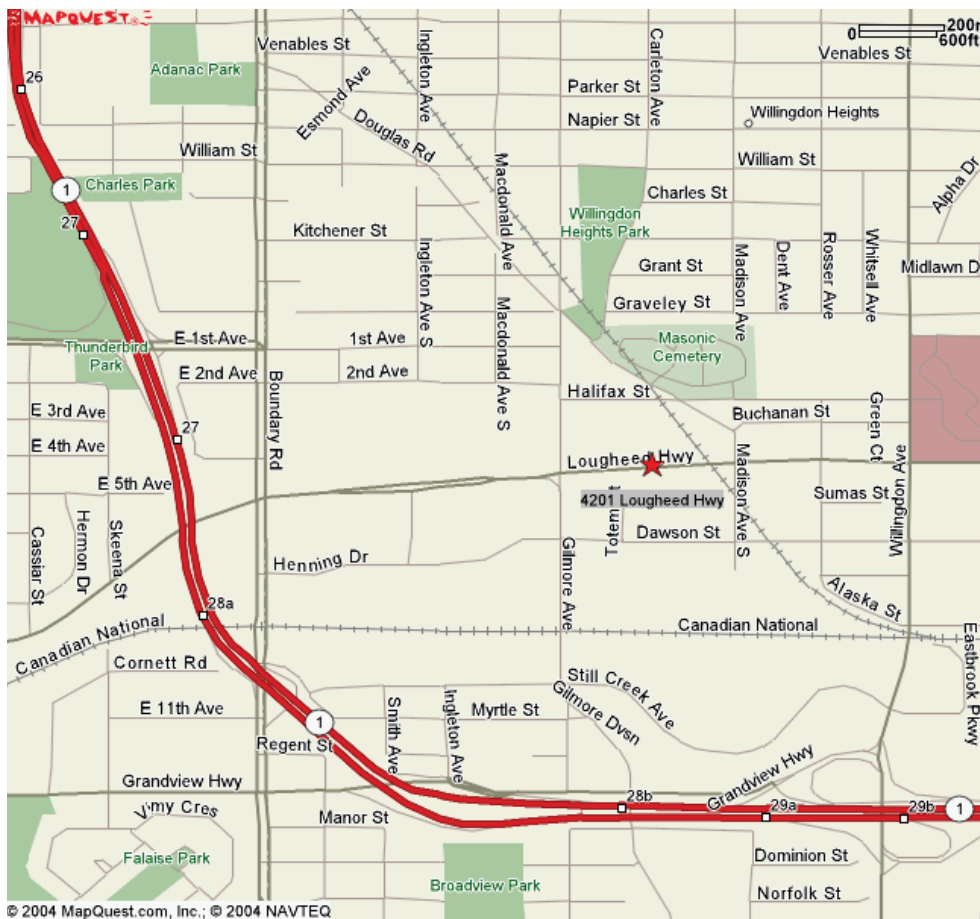 MAPQUEST
200m
0
600ft
Venables St
Venables St
26
Adanac Park
Ingleton Ave
Carleton Ave
Esmond Ave
Parker St
Willingdon Heights
Napier St
Douglas Rd
William St
William St
Macdonald Ave
Alpha Dr
1
Charles Park
Charles St
27
Willingdon
Heights Park
Kitchener St
Ingleton Ave S
Madison Ave
Dent Ave
Rosser Ave
Whitsell Ave
Grant St
Midlawn D
Graveley St
Macdonald Ave S
E 1st Ave
1st Ave
Thunderbird
Park
Masonic
Cemetery
E 2nd Ave
2nd Ave
Boundary Rd
Halifax St
E 3rd Ave
Buchanan St
Green Ct
27
E 4th Ave
Lougheed Hwy
Madison Ave S
Willingdon Ave
E 5th Ave
4201 Lougheed Hwy
Sumas St
Cassiar St
Hermon Dr
Skeena St
Totem
Dawson St
Henning Dr
Gilmore Ave
Alaska St
28a
Canadian National
Canadian National
Eastbrook Pkwy
Cornett Rd
Still Creek Ave
Gilmore Dvsn
E 11th Ave
1
Smith Ave
Ingleton Ave
Myrtle St
Regent St
Grandview Hwy
Grandview Hwy
28b
29a
29b
1
Vimy Cres
Manor St
Falaise Park
Dominion St
Broadview Park
Norfolk St
© 2004 MapQuest.com, Inc.; © 2004 NAVTEQ